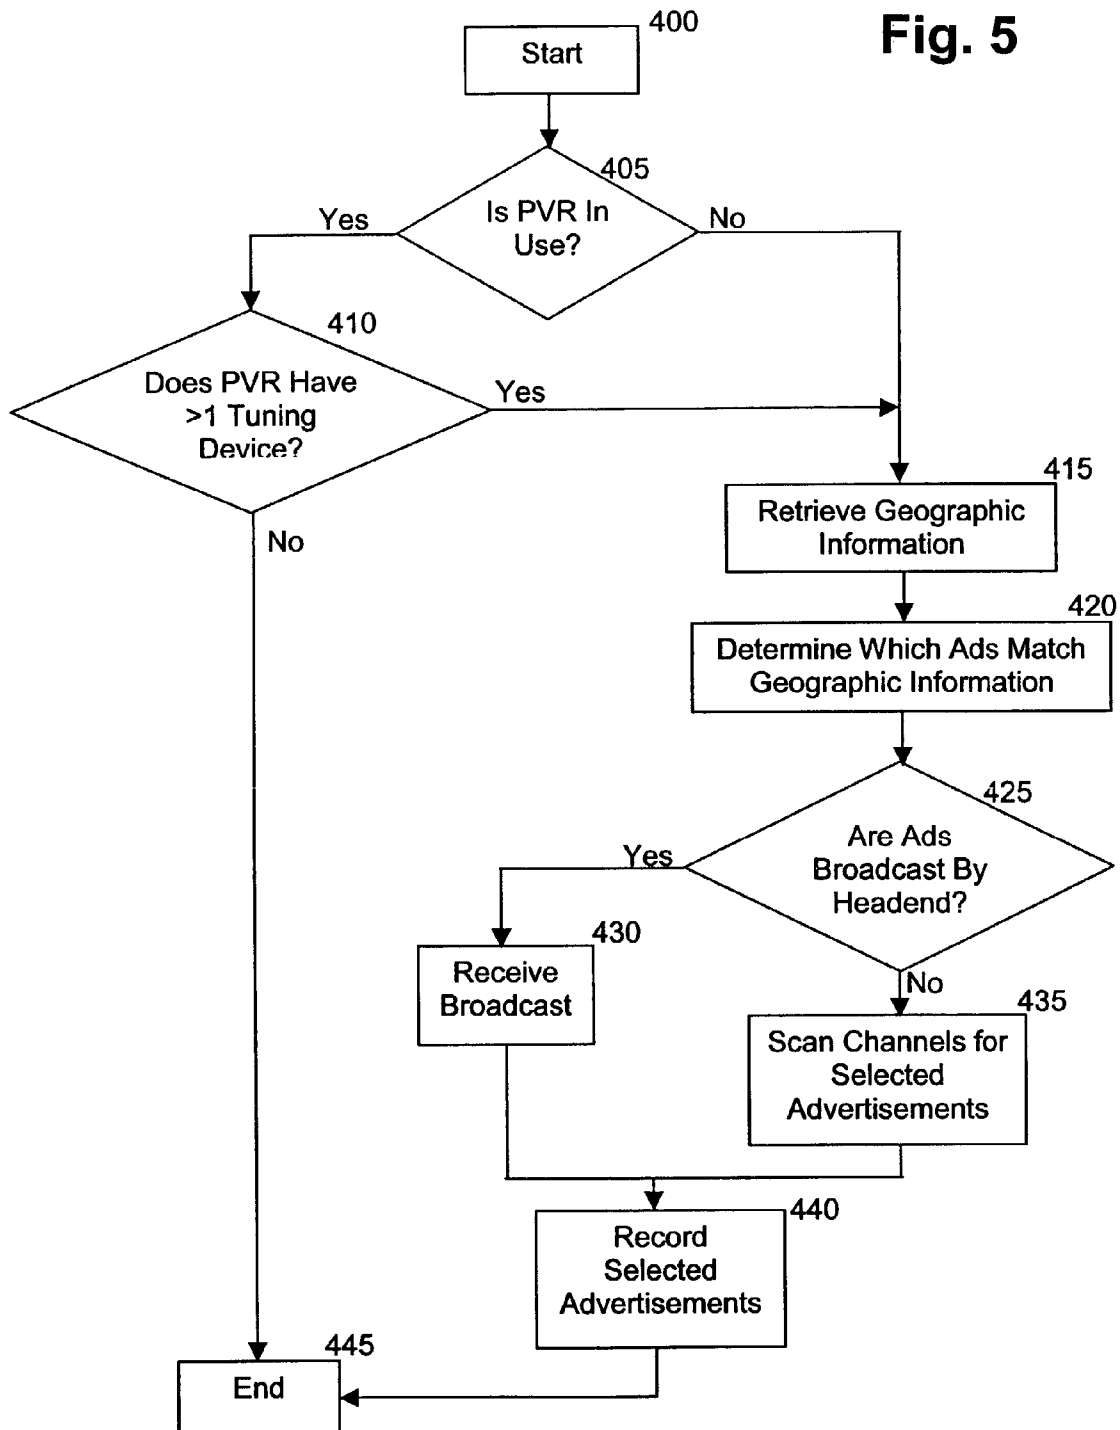 Fig. 5
400
Start
405
Is PVR In
Use?
Yes
No
410
Does PVR Have
>1 Tuning
Device?
Yes
No
415
Retrieve Geographic
Information
420
Determine Which Ads Match
Geographic Information
425
Are Ads
Broadcast By
Headend?
Yes
No
430
Receive
Broadcast
435
Scan Channels for
Selected
Advertisements
440
Record
Selected
Advertisements
445
End